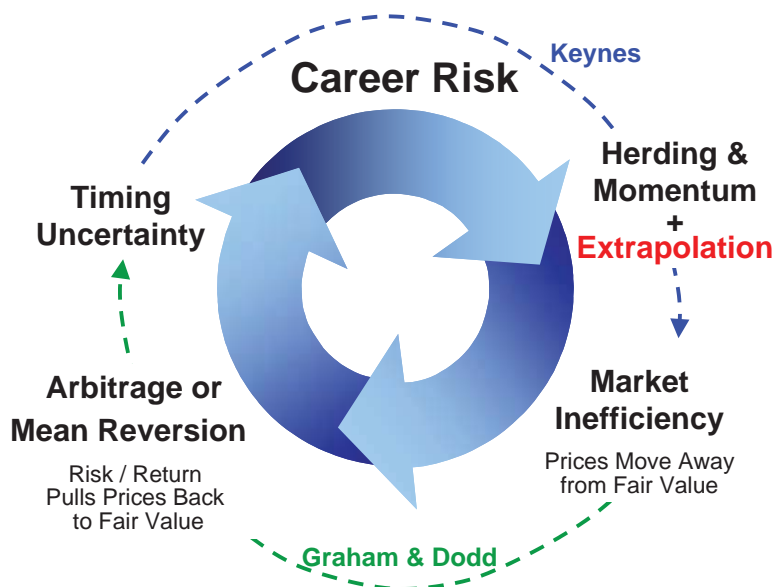 Keynes
Career Risk
Herding &
Momentum
+
Extrapolation
Timing
Uncertainty
Market
Inefficiency
Prices Move Away
from Fair Value
Arbitrage or
Mean Reversion
Risk / Return
Pulls Prices Back
to Fair Value
Graham & Dodd